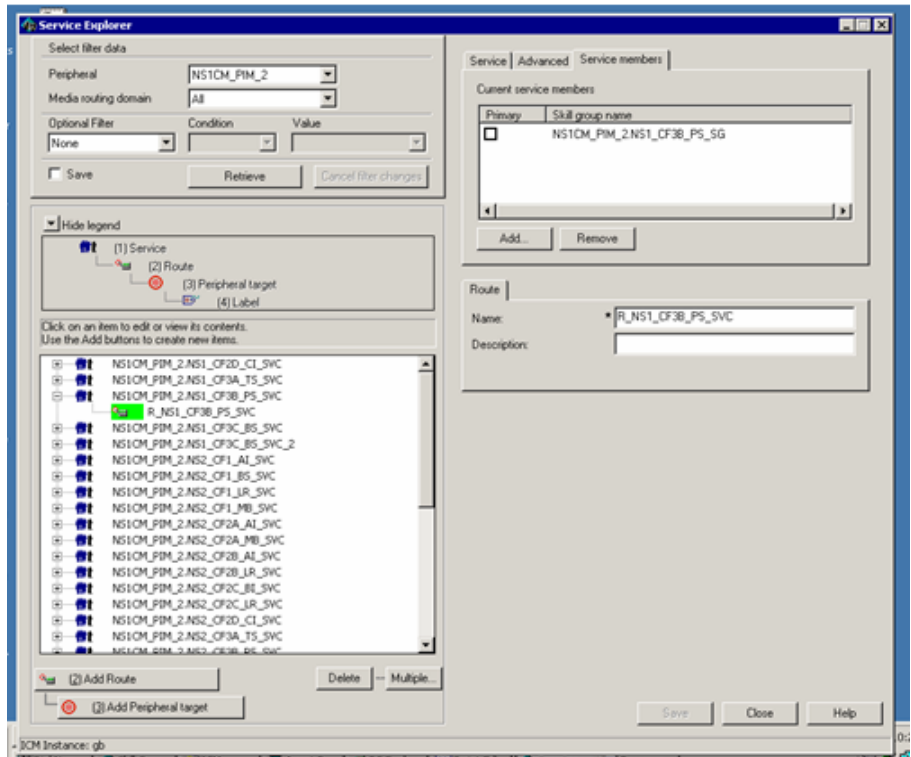 Service Explorer
Select filter data
Peripheral
NS1CM_PIM_2
Media routing domain
All
Optional Filter
Condition
Value
None
Save
Retrieve
Cancel filter changes
Hide legend
(1) Service
(2) Route
(3) Peripheral target
(4) Label
Click on an item to edit or view its contents.
Use the Add buttons to create new items.
NS1CM_PIM_2.NS1_CF2D_CI_SVC
NS1CM_PIM_2.NS1_CF3A_TS_SVC
NS1CM_PIM_2.NS1_CF3B_PS_SVC
R_NS1_CF3B_PS_SVC
NS1CM_PIM_2.NS1_CF3C_BS_SVC
NS1CM_PIM_2.NS1_CF3C_BS_SVC_2
NS1CM_PIM_2.NS2_CF1_AI_SVC
NS1CM_PIM_2.NS2_CF1_BS_SVC
NS1CM_PIM_2.NS2_CF1_LR_SVC
NS1CM_PIM_2.NS2_CF1_MB_SVC
NS1CM_PIM_2.NS2_CF2A_AI_SVC
NS1CM_PIM_2.NS2_CF2A_MB_SVC
NS1CM_PIM_2.NS2_CF2B_AI_SVC
NS1CM_PIM_2.NS2_CF2B_LR_SVC
NS1CM_PIM_2.NS2_CF2C_BI_SVC
NS1CM_PIM_2.NS2_CF2C_LR_SVC
NS1CM_PIM_2.NS2_CF2D_CI_SVC
NS1CM_PIM_2.NS2_CF3A_TS_SVC
NS1CM_PIM_2.NS2_CF3B_PS_SVC
(2) Add Route
Delete
Multiple...
(3) Add Peripheral target
ICM Instance: gb
Service
Advanced
Service members
Current service members
Primary
Skill group name
NS1CM_PIM_2.NS1_CF3B_PS_SG
Add...
Remove
Route
Name:
* R_NS1_CF3B_PS_SVC
Description:
Save
Close
Help